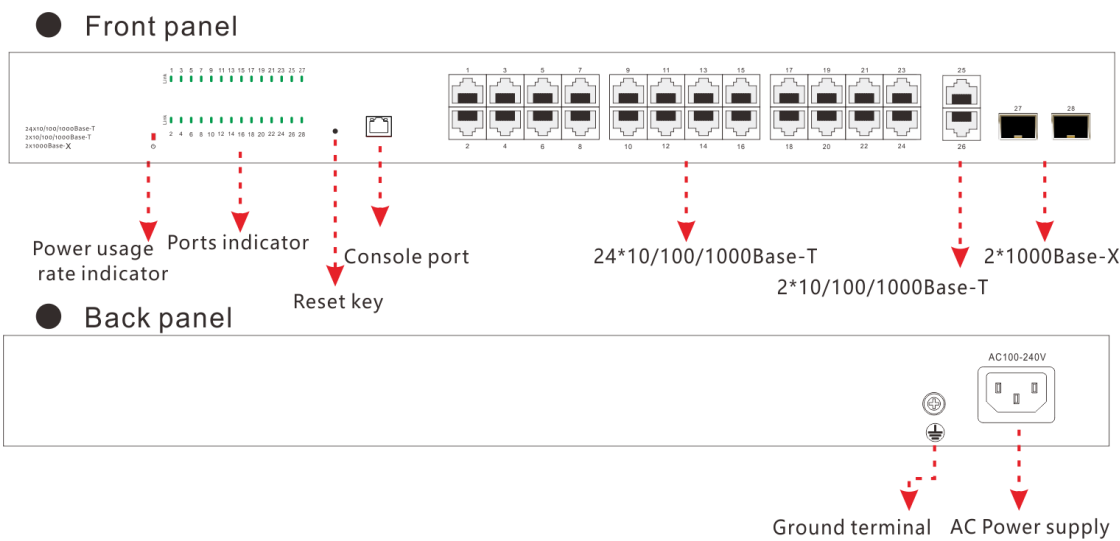 Front panel
Link 1 3 5 7 9 11 13 15 17 19 21 23 25 27
Link
2 4 6 8 10 12 14 16 18 20 22 24 26 28
24x10/100/1000Base-T
2x10/100/1000Base-T
2x1000Base-X
1 3 5 7 9 11 13 15 17 19 21 23 25
27 28
2 4 6 8 10 12 14 16 18 20 22 24 26
Power usage
rate indicator
Ports indicator
Reset key
Console port
24*10/100/1000Base-T
2*10/100/1000Base-T
2*1000Base-X
Back panel
AC100-240V
Ground terminal
AC Power supply